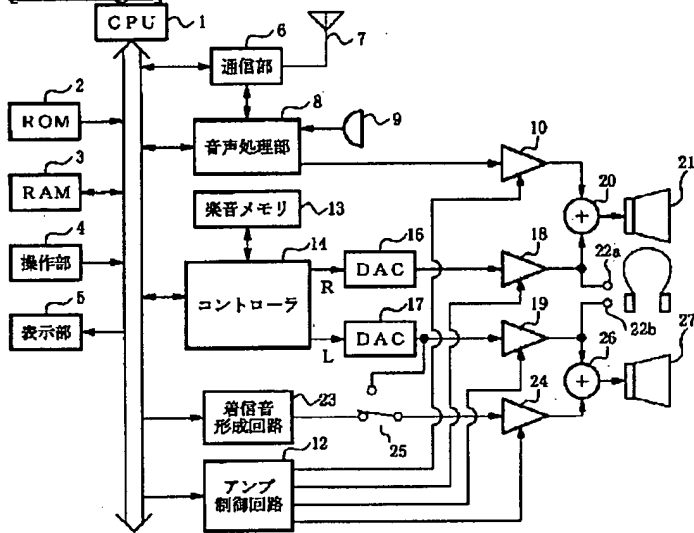 CPU
1
6
7
通信部
2
ROM
8
音声処理部
9
10
3
RAM
楽音メモリ
13
20
21
4
操作部
14
コントローラ
R
16
DAC
18
22a
5
表示部
L
17
DAC
19
22b
26
27
23
着信音
形成回路
25
24
12
アンプ
制御回路